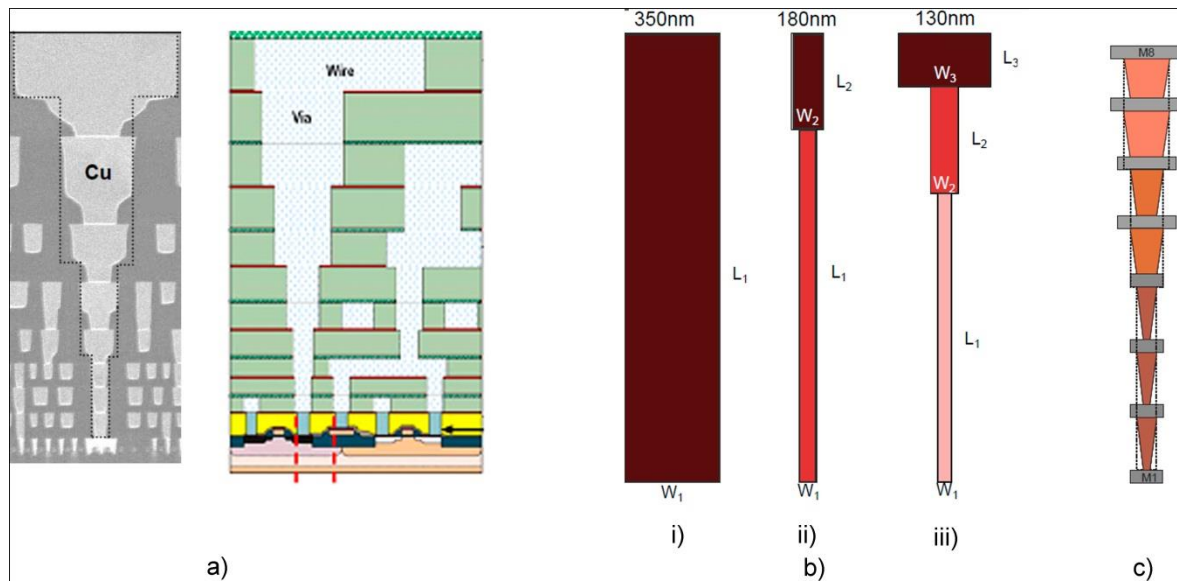 Cu
Wire
Via
a)
350nm
L₁
W₁
i)
180nm
L₂
W₂
L₁
W₁
ii)
130nm
L₃
W₃
L₂
W₂
L₁
W₁
iii)
b)
M8
M1
c)